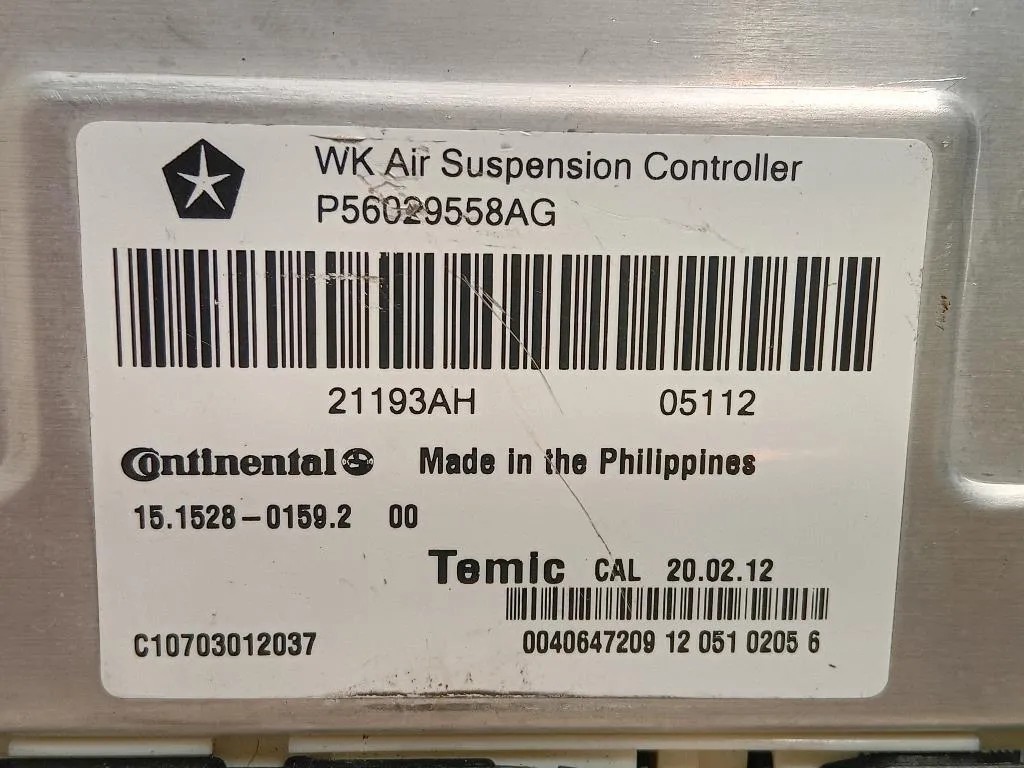 WK Air Suspension Controller
P56029558AG
21193AH 05112
Continental Made in the Philippines
15.1528-0159.2 00
Temic CAL 20.02.12
C10703012037 0040647209 12 051 0205 6